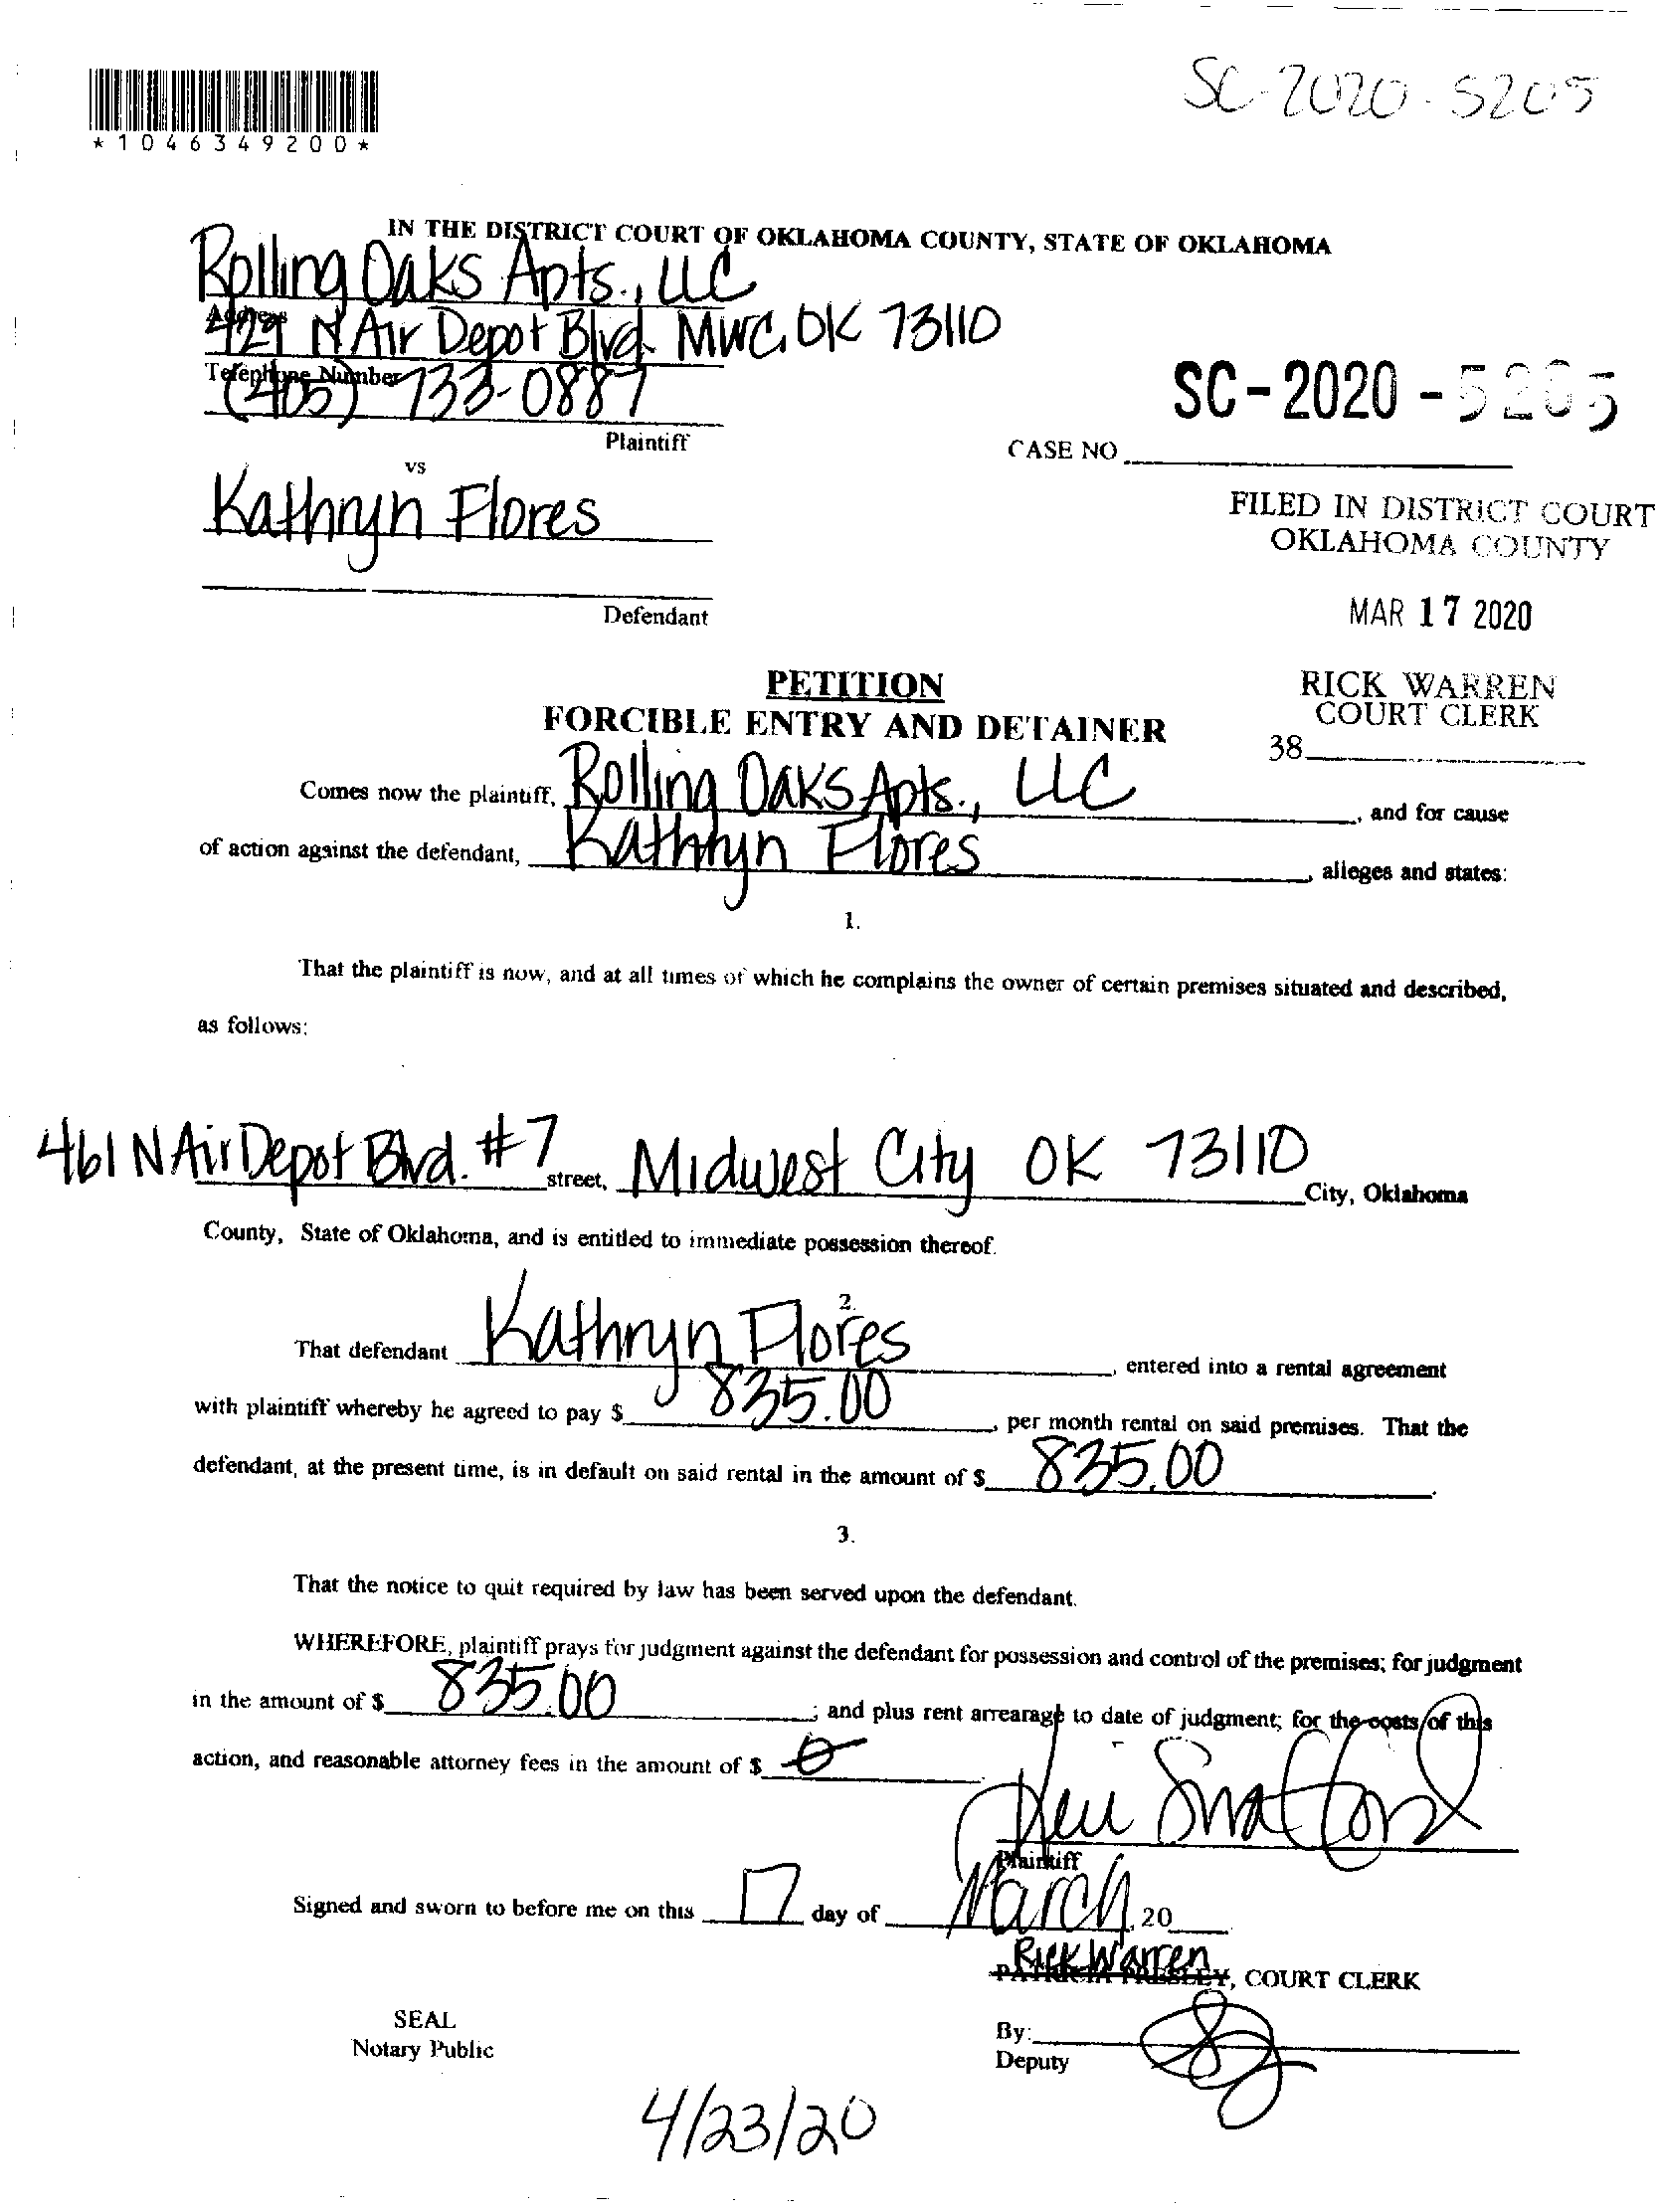 SC-2020-5205
*1046349200*
IN THE DISTRICT COURT OF OKLAHOMA COUNTY, STATE OF OKLAHOMA
Rolling Oaks Apts., LLC
Address
429 N Air Depot Blvd. MWC, OK 73110
Telephone Number
(405) 733-0887
Plaintiff
SC-2020-5205
CASE NO
vs
Kathryn Flores
Defendant
FILED IN DISTRICT COURT
OKLAHOMA COUNTY
MAR 17 2020
RICK WARREN
COURT CLERK
38
PETITION
FORCIBLE ENTRY AND DETAINER
Comes now the plaintiff, Rolling Oaks Apts., LLC, and for cause
of action against the defendant, Kathryn Flores, alleges and states:
1.
That the plaintiff is now, and at all times of which he complains the owner of certain premises situated and described,
as follows:
461 N Air Depot Blvd. #7 street, Midwest City OK 73110 City, Oklahoma
County, State of Oklahoma, and is entitled to immediate possession thereof.
2.
That defendant Kathryn Flores, entered into a rental agreement
with plaintiff whereby he agreed to pay $ 835.00, per month rental on said premises. That the
defendant, at the present time, is in default on said rental in the amount of $ 835.00.
3.
That the notice to quit required by law has been served upon the defendant.
WHEREFORE, plaintiff prays for judgment against the defendant for possession and control of the premises; for judgment
in the amount of $ 835.00; and plus rent arrearage to date of judgment; for the costs of this
action, and reasonable attorney fees in the amount of $ 0
Plaintiff
Signed and sworn to before me on this 17 day of March, 20
Rick Warren
PATRICIA PRESLEY, COURT CLERK
SEAL
Notary Public
By:
Deputy
4/23/20